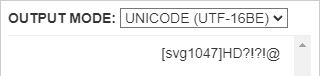 OUTPUT MODE: UNICODE (UTF-16BE)
[svg1047]HD?!?!@